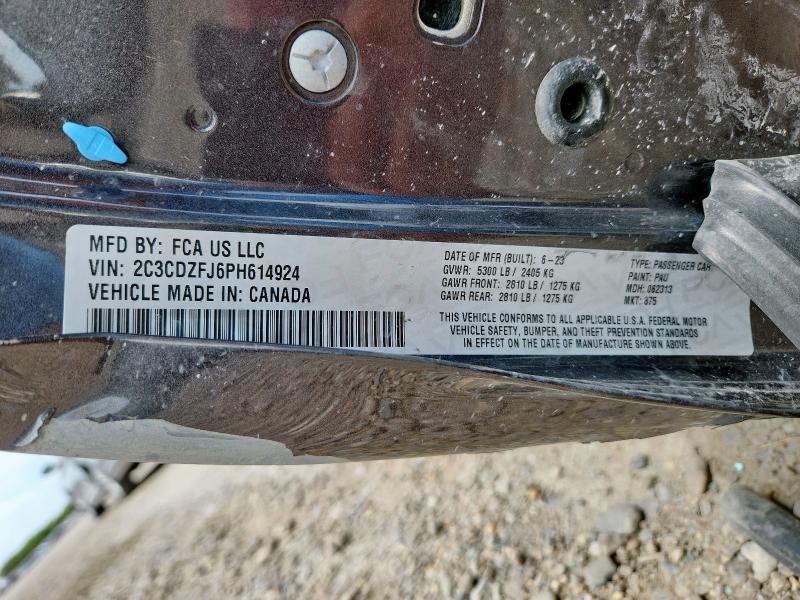 MFD BY: FCA US LLC
VIN: 2C3CDZFJ6PH614924
VEHICLE MADE IN: CANADA
DATE OF MFR (BUILT): 6-23
GVWR: 5300 LB / 2405 KG
GAWR FRONT: 2810 LB / 1275 KG
GAWR REAR: 2810 LB / 1275 KG
TYPE: PASSENGER CAR
PAINT: PAU
MDH: 062313
MKT: 875
THIS VEHICLE CONFORMS TO ALL APPLICABLE U.S.A. FEDERAL MOTOR
VEHICLE SAFETY, BUMPER, AND THEFT PREVENTION STANDARDS
IN EFFECT ON THE DATE OF MANUFACTURE SHOWN ABOVE.